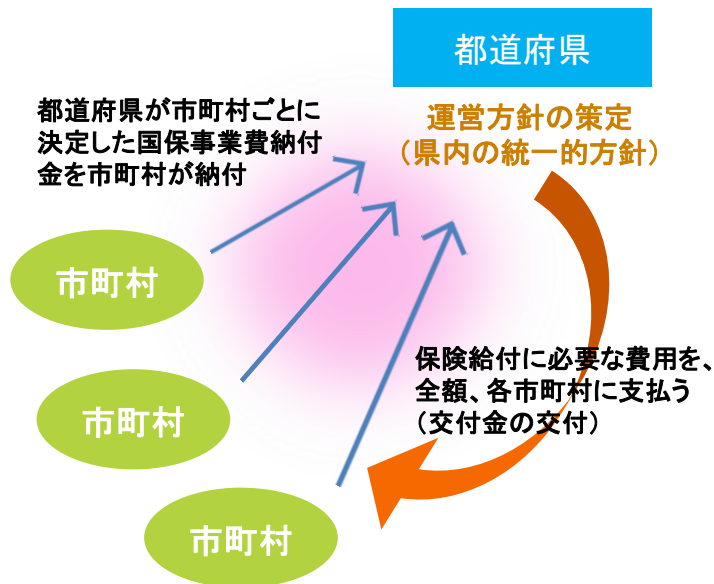 都道府県
運営方針の策定
（県内の統一的方針）
都道府県が市町村ごとに
決定した国保事業費納付
金を市町村が納付
市町村
市町村
市町村
保険給付に必要な費用を、
全額、各市町村に支払う
（交付金の交付）